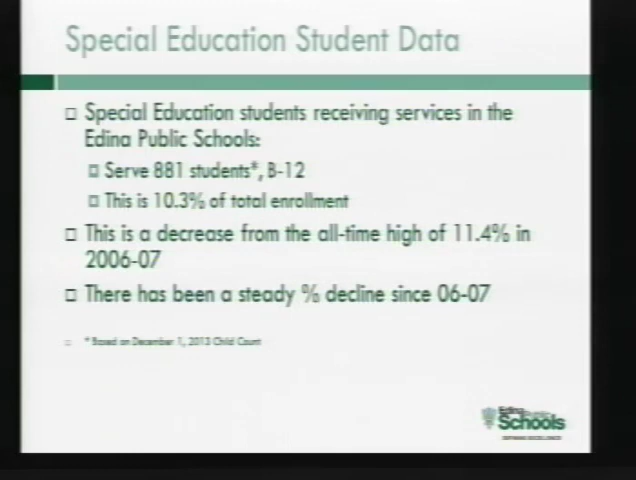 Special Education Student Data
Special Education students receiving services in the
Edina Public Schools:
Serve 881 students*, B-12
This is 10.3% of total enrollment
This is a decrease from the all-time high of 11.4% in
2006-07
There has been a steady % decline since 06-07
* Based on December 1, 2013 Child Count
Edina Public
Schools